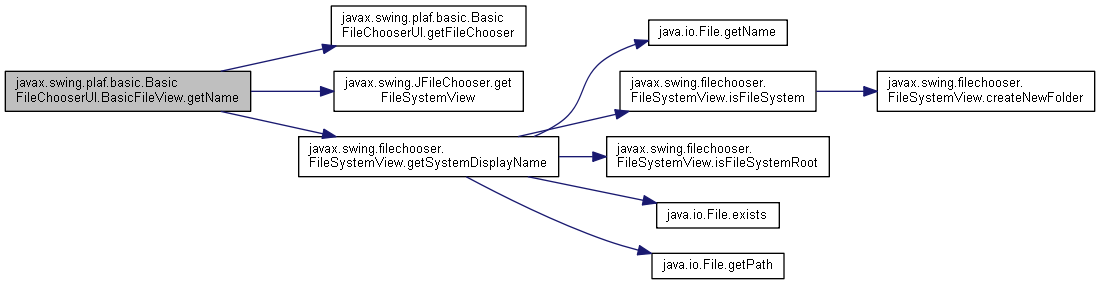 javax.swing.plaf.basic.Basic
FileChooserUI.BasicFileView.getName
javax.swing.plaf.basic.Basic
FileChooserUI.getFileChooser
javax.swing.JFileChooser.get
FileSystemView
javax.swing.filechooser.
FileSystemView.getSystemDisplayName
java.io.File.getName
javax.swing.filechooser.
FileSystemView.isFileSystem
javax.swing.filechooser.
FileSystemView.createNewFolder
javax.swing.filechooser.
FileSystemView.isFileSystemRoot
java.io.File.exists
java.io.File.getPath